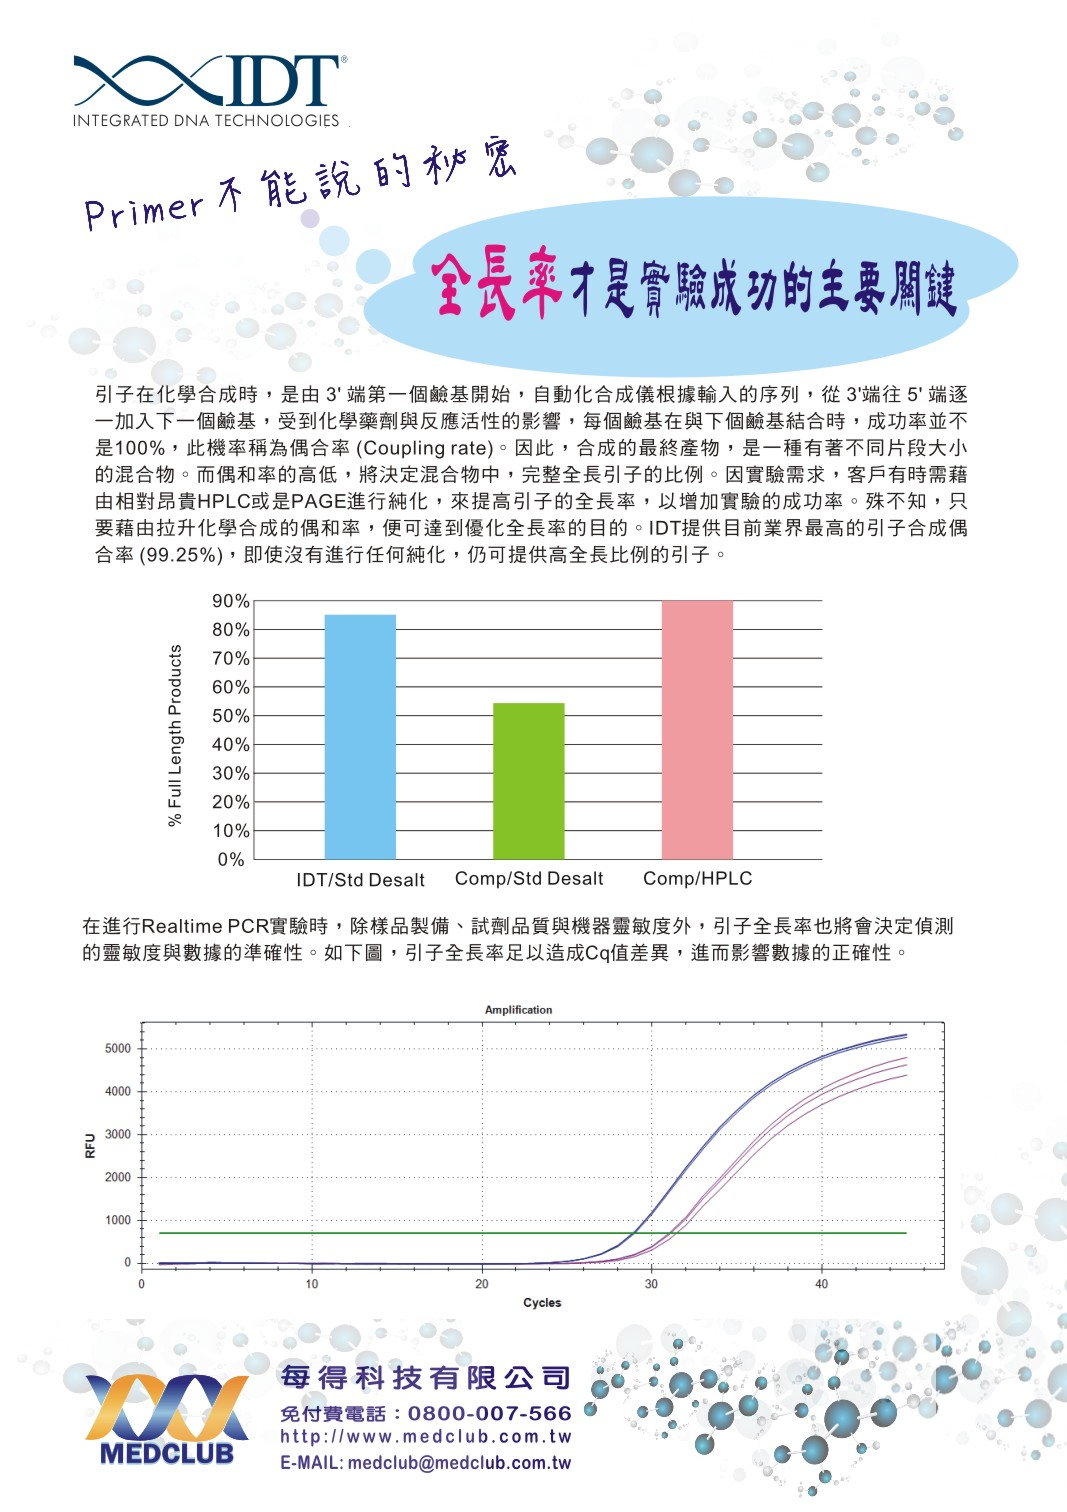 IDT®
INTEGRATED DNA TECHNOLOGIES
Primer不能說的秘密
全長率才是實驗成功的主要關鍵
引子在化學合成時，是由 3' 端第一個鹼基開始，自動化合成儀根據輸入的序列，從 3'端往 5' 端逐
一加入下一個鹼基，受到化學藥劑與反應活性的影響，每個鹼基在與下個鹼基結合時，成功率並不
是100%，此機率稱為偶合率 (Coupling rate)。因此，合成的最終產物，是一種有著不同片段大小
的混合物。而偶和率的高低，將決定混合物中，完整全長引子的比例。因實驗需求，客戶有時需藉
由相對昂貴HPLC或是PAGE進行純化，來提高引子的全長率，以增加實驗的成功率。殊不知，只
要藉由拉升化學合成的偶和率，便可達到優化全長率的目的。IDT提供目前業界最高的引子合成偶
合率 (99.25%)，即使沒有進行任何純化，仍可提供高全長比例的引子。
% Full Length Products
90%
80%
70%
60%
50%
40%
30%
20%
10%
0%
IDT/Std Desalt Comp/Std Desalt Comp/HPLC
在進行Realtime PCR實驗時，除樣品製備、試劑品質與機器靈敏度外，引子全長率也將會決定偵測
的靈敏度與數據的準確性。如下圖，引子全長率足以造成Cq值差異，進而影響數據的正確性。
Amplification
RFU
5000
4000
3000
2000
1000
0
0 10 20 30 40
Cycles
MEDCLUB
每得科技有限公司
免付費電話：0800-007-566
http://www.medclub.com.tw
E-MAIL: medclub@medclub.com.tw